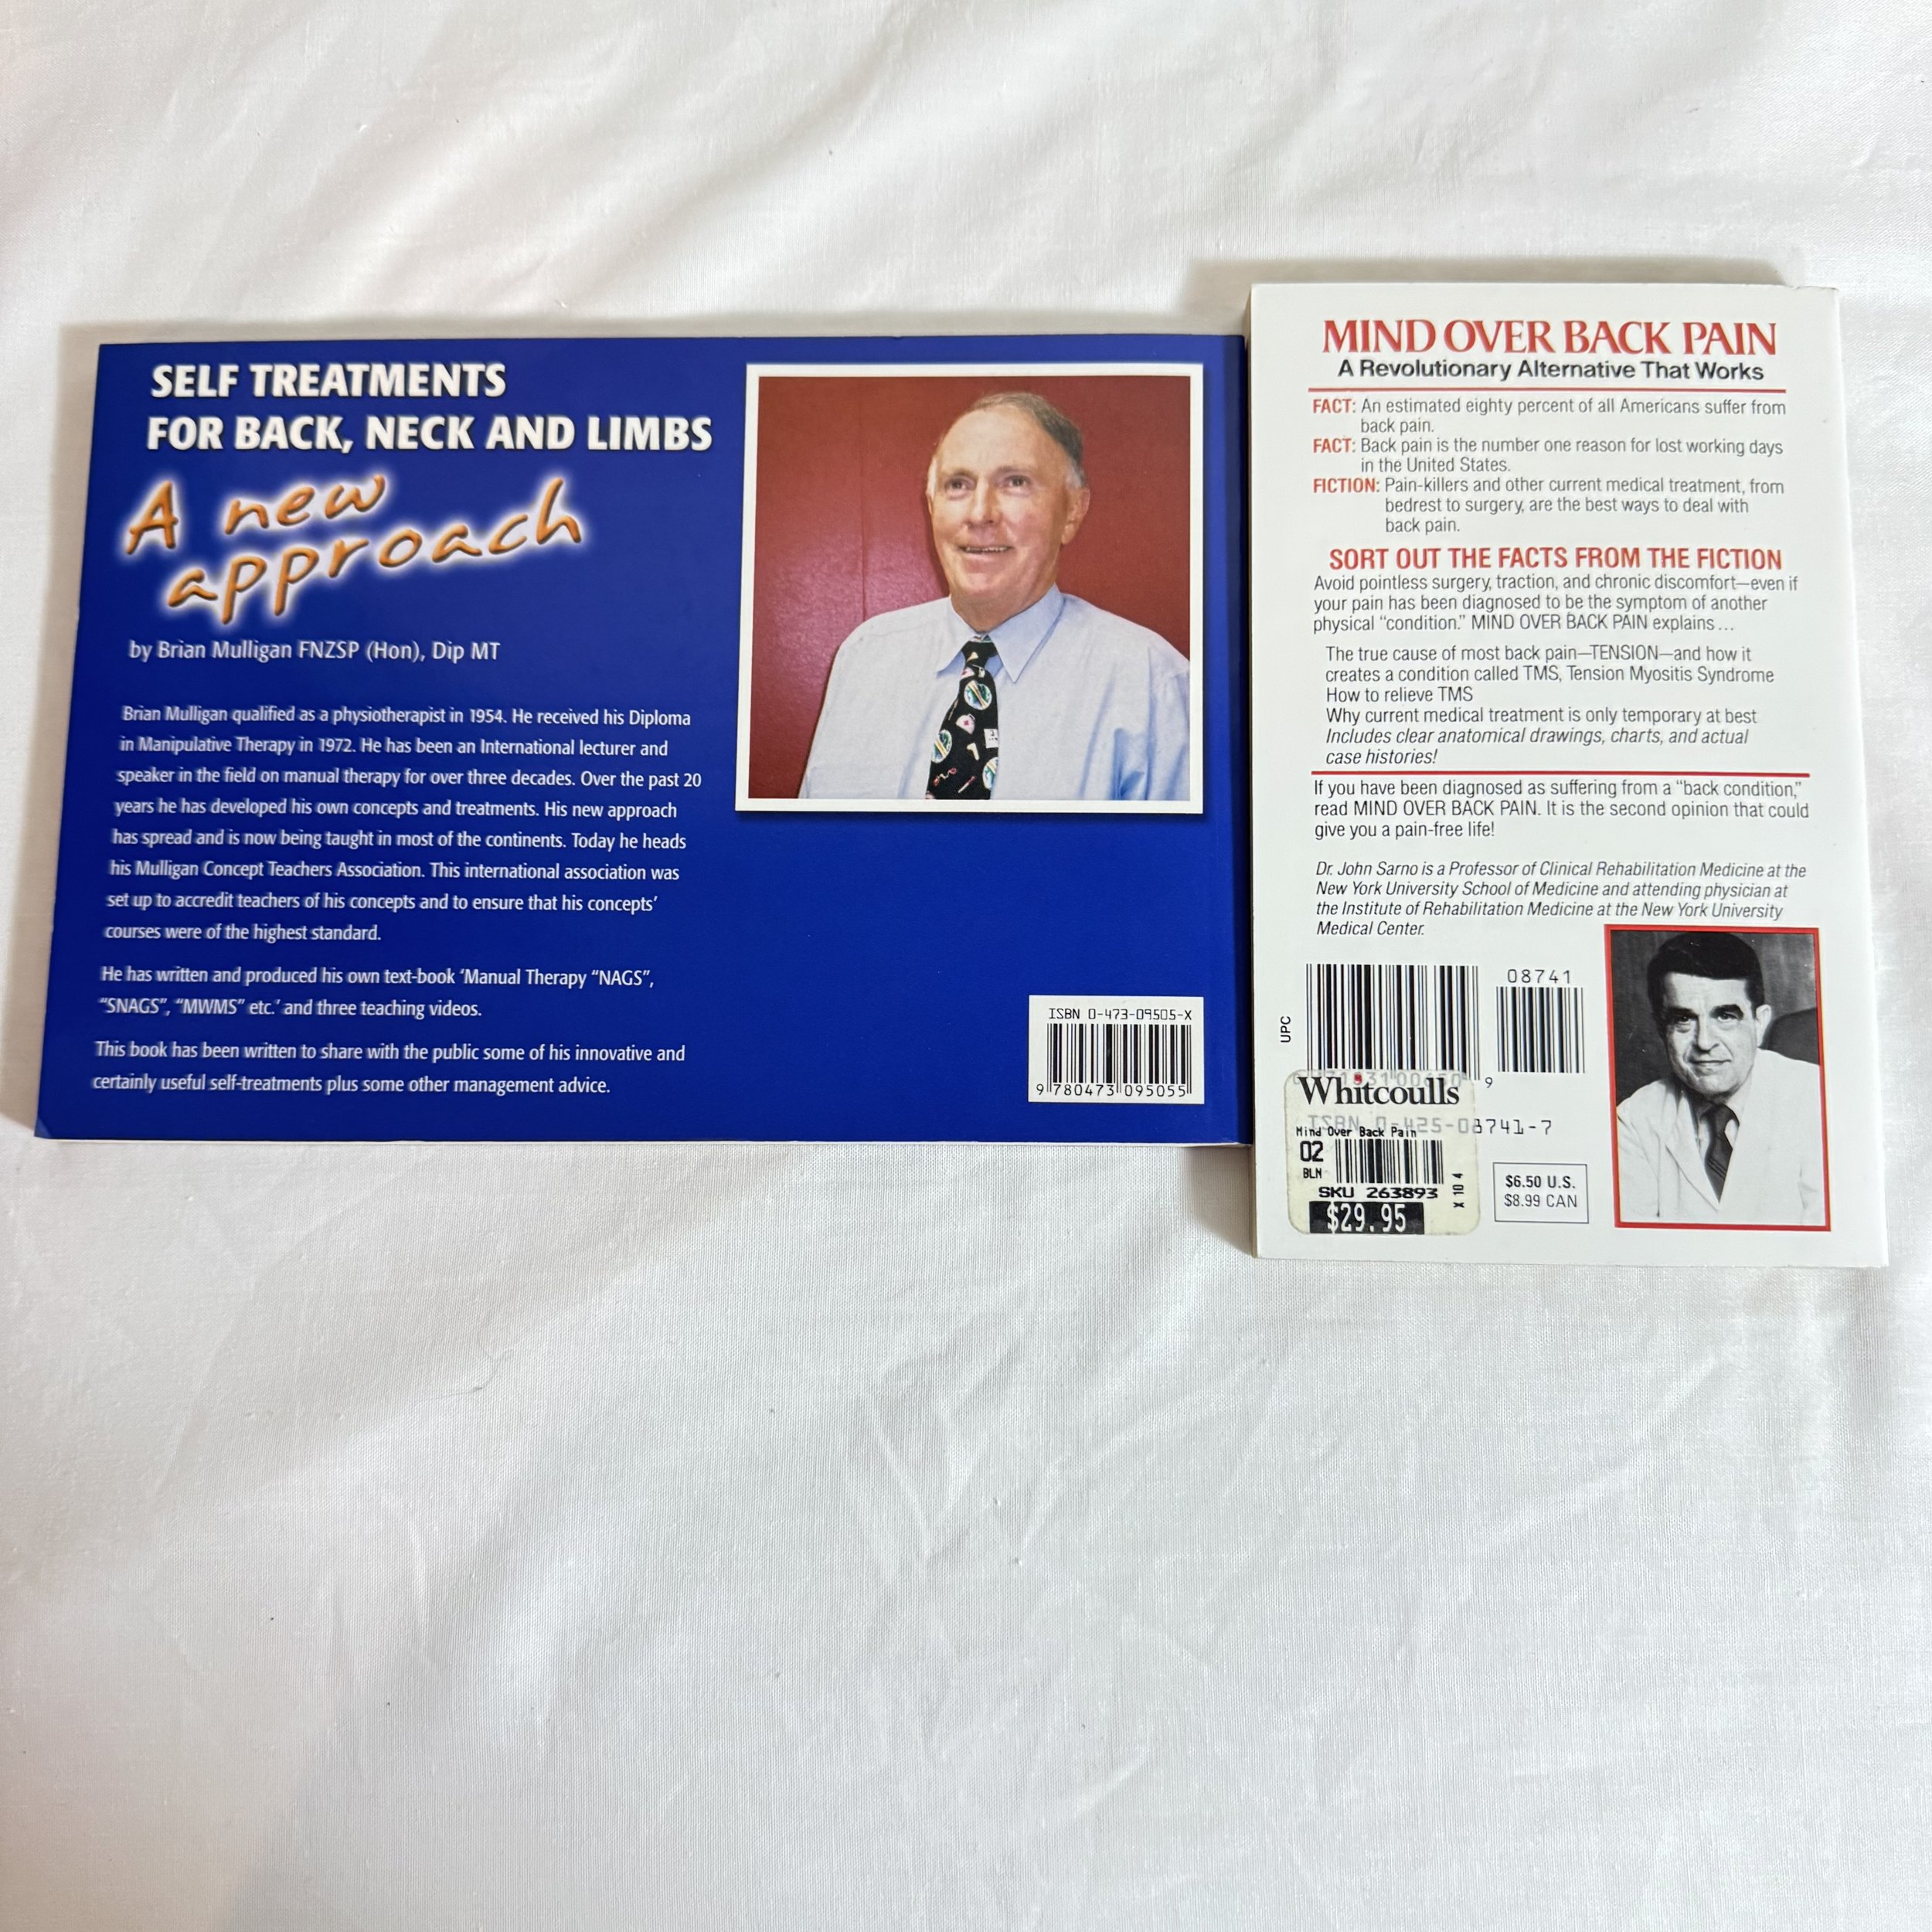 SELF TREATMENTS
FOR BACK, NECK AND LIMBS
A new
approach
by Brian Mulligan FNZSP (Hon), Dip MT
Brian Mulligan qualified as a physiotherapist in 1954. He received his Diploma
in Manipulative Therapy in 1972. He has been an International lecturer and
speaker in the field on manual therapy for over three decades. Over the past 20
years he has developed his own concepts and treatments. His new approach
has spread and is now being taught in most of the continents. Today he heads
his Mulligan Concept Teachers Association. This international association was
set up to accredit teachers of his concepts and to ensure that his concepts'
courses were of the highest standard.
He has written and produced his own text-book 'Manual Therapy "NAGS",
"SNAGS", "MWMS" etc.' and three teaching videos.
This book has been written to share with the public some of his innovative and
certainly useful self-treatments plus some other management advice.
ISBN 0-473-09505-X
9 780473 095055
MIND OVER BACK PAIN
A Revolutionary Alternative That Works
FACT: An estimated eighty percent of all Americans suffer from
back pain.
FACT: Back pain is the number one reason for lost working days
in the United States.
FICTION: Pain-killers and other current medical treatment, from
bedrest to surgery, are the best ways to deal with
back pain.
SORT OUT THE FACTS FROM THE FICTION
Avoid pointless surgery, traction, and chronic discomfort—even if
your pain has been diagnosed to be the symptom of another
physical "condition." MIND OVER BACK PAIN explains...
The true cause of most back pain—TENSION—and how it
creates a condition called TMS, Tension Myositis Syndrome
How to relieve TMS
Why current medical treatment is only temporary at best
Includes clear anatomical drawings, charts, and actual
case histories!
If you have been diagnosed as suffering from a "back condition,"
read MIND OVER BACK PAIN. It is the second opinion that could
give you a pain-free life!
Dr. John Sarno is a Professor of Clinical Rehabilitation Medicine at the
New York University School of Medicine and attending physician at
the Institute of Rehabilitation Medicine at the New York University
Medical Center.
08741
UPC
9
Whitcoulls
ISBN 0-425-08741-7
Mind Over Back Pain
02
BLN
SKU 263893
X 10 4
$29.95
$6.50 U.S.
$8.99 CAN